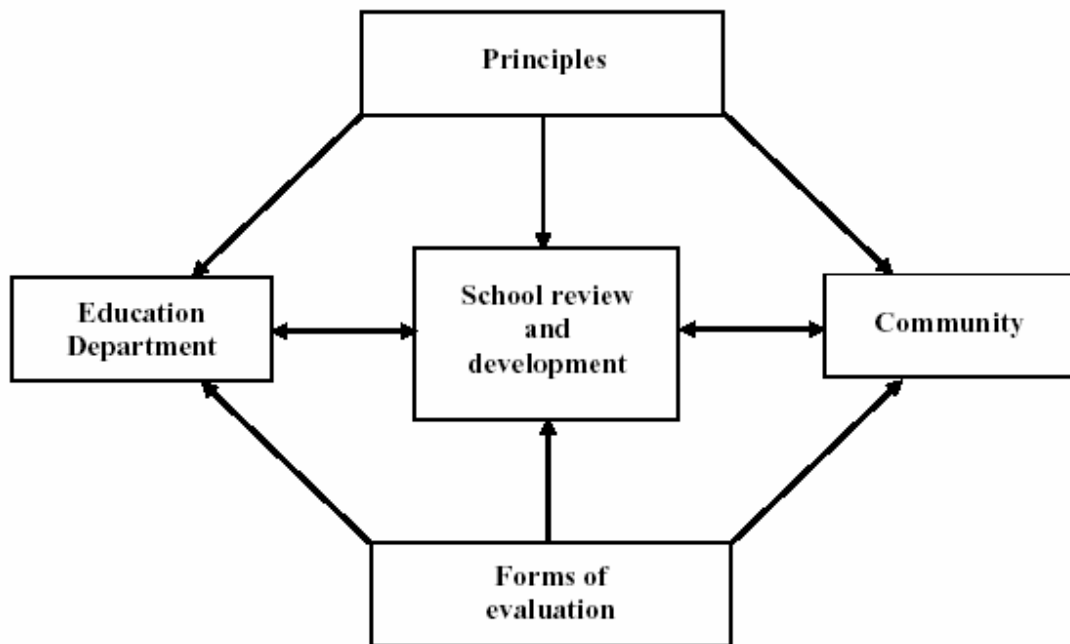 Principles
Education
Department
School review
and
development
Community
Forms of
evaluation